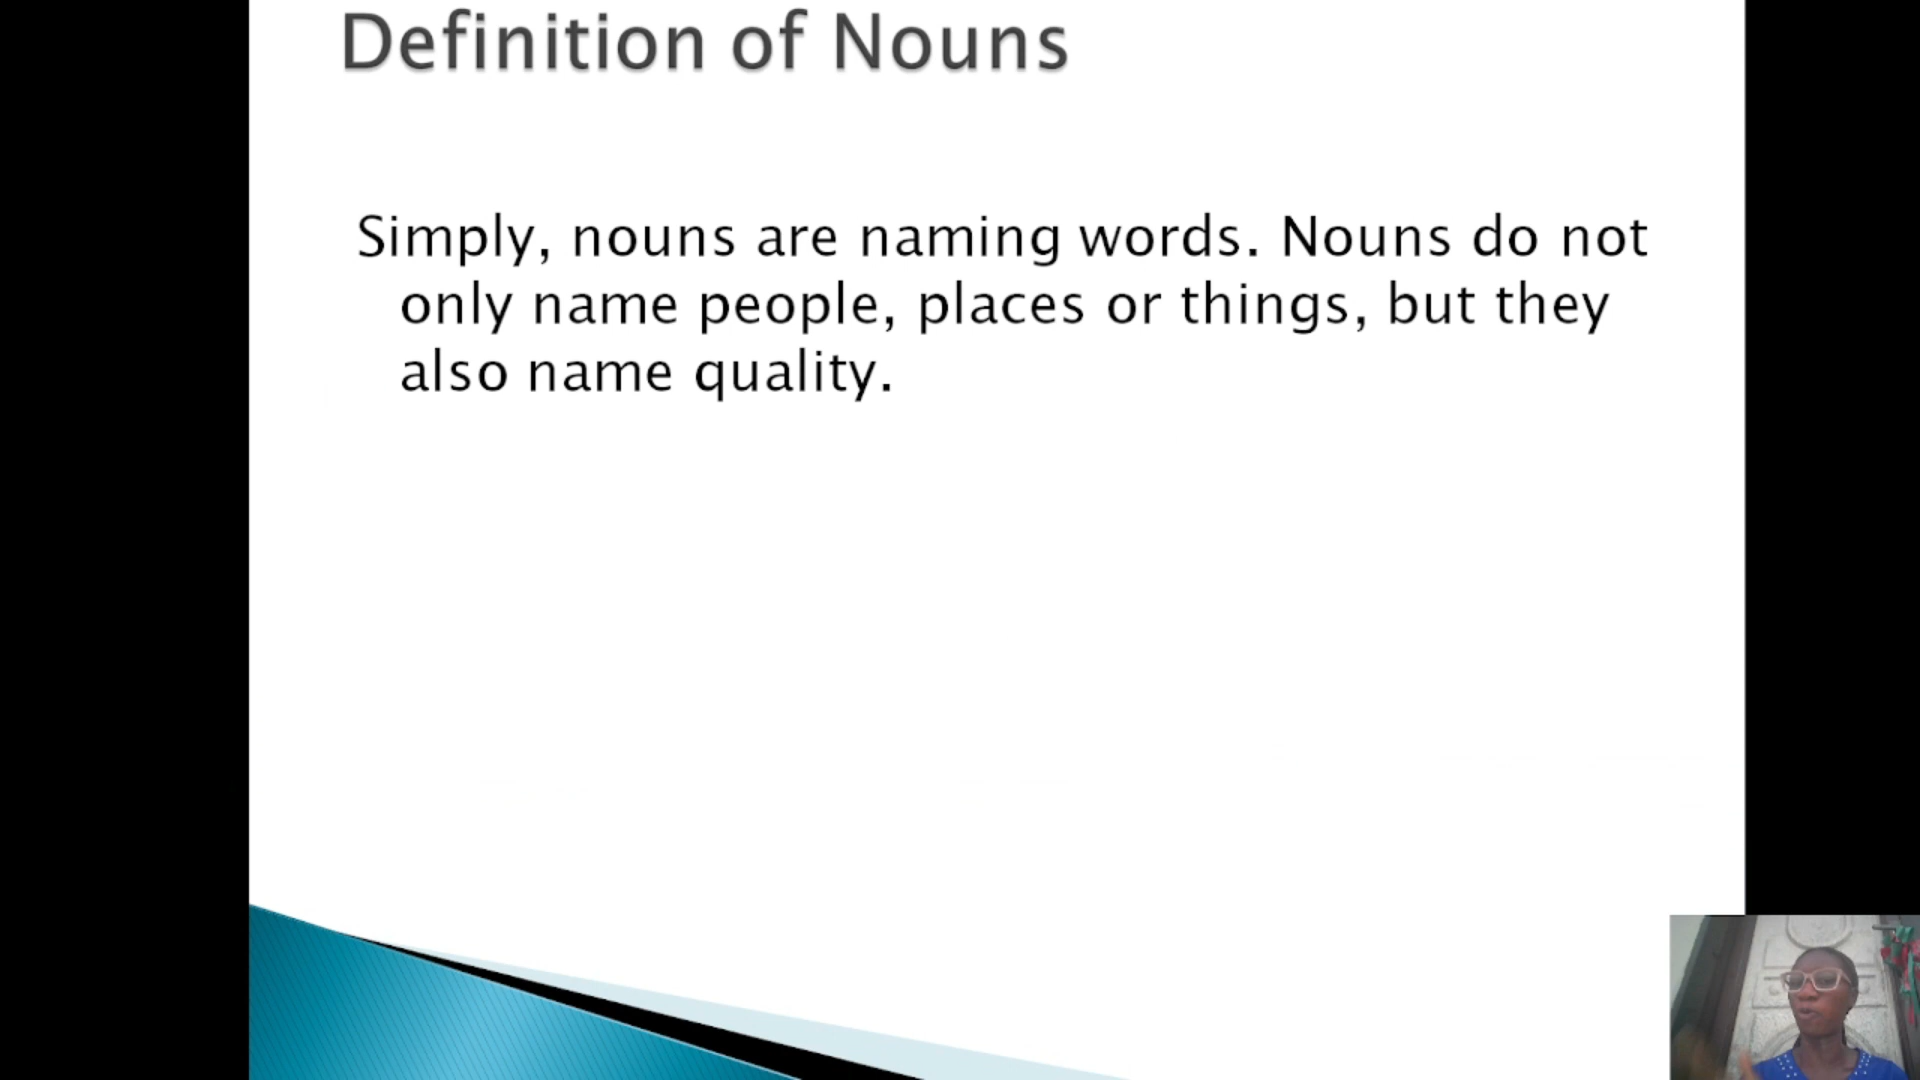 Definition of Nouns
Simply, nouns are naming words. Nouns do not
only name people, places or things, but they
also name quality.